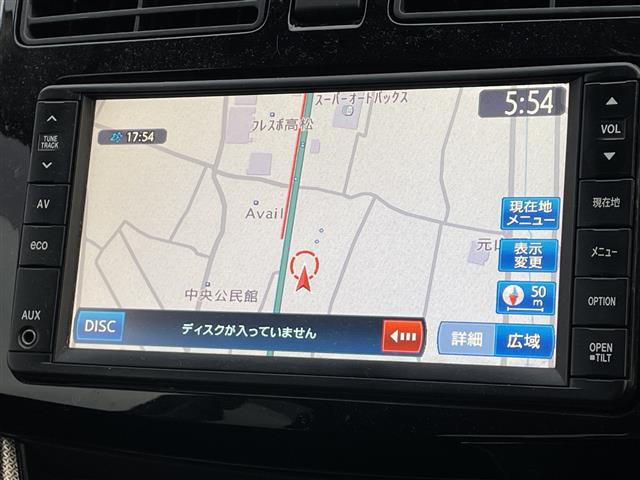 スーパーオートバックス
5:54
フレスポ高松
17:54
Avail
元山
中央公民館
現在地
メニュー
表示
変更
50
m
詳細
広域
DISC
ディスクが入っていません
TUNE
TRACK
AV
eco
AUX
VOL
現在地
メニュー
OPTION
OPEN
TILT